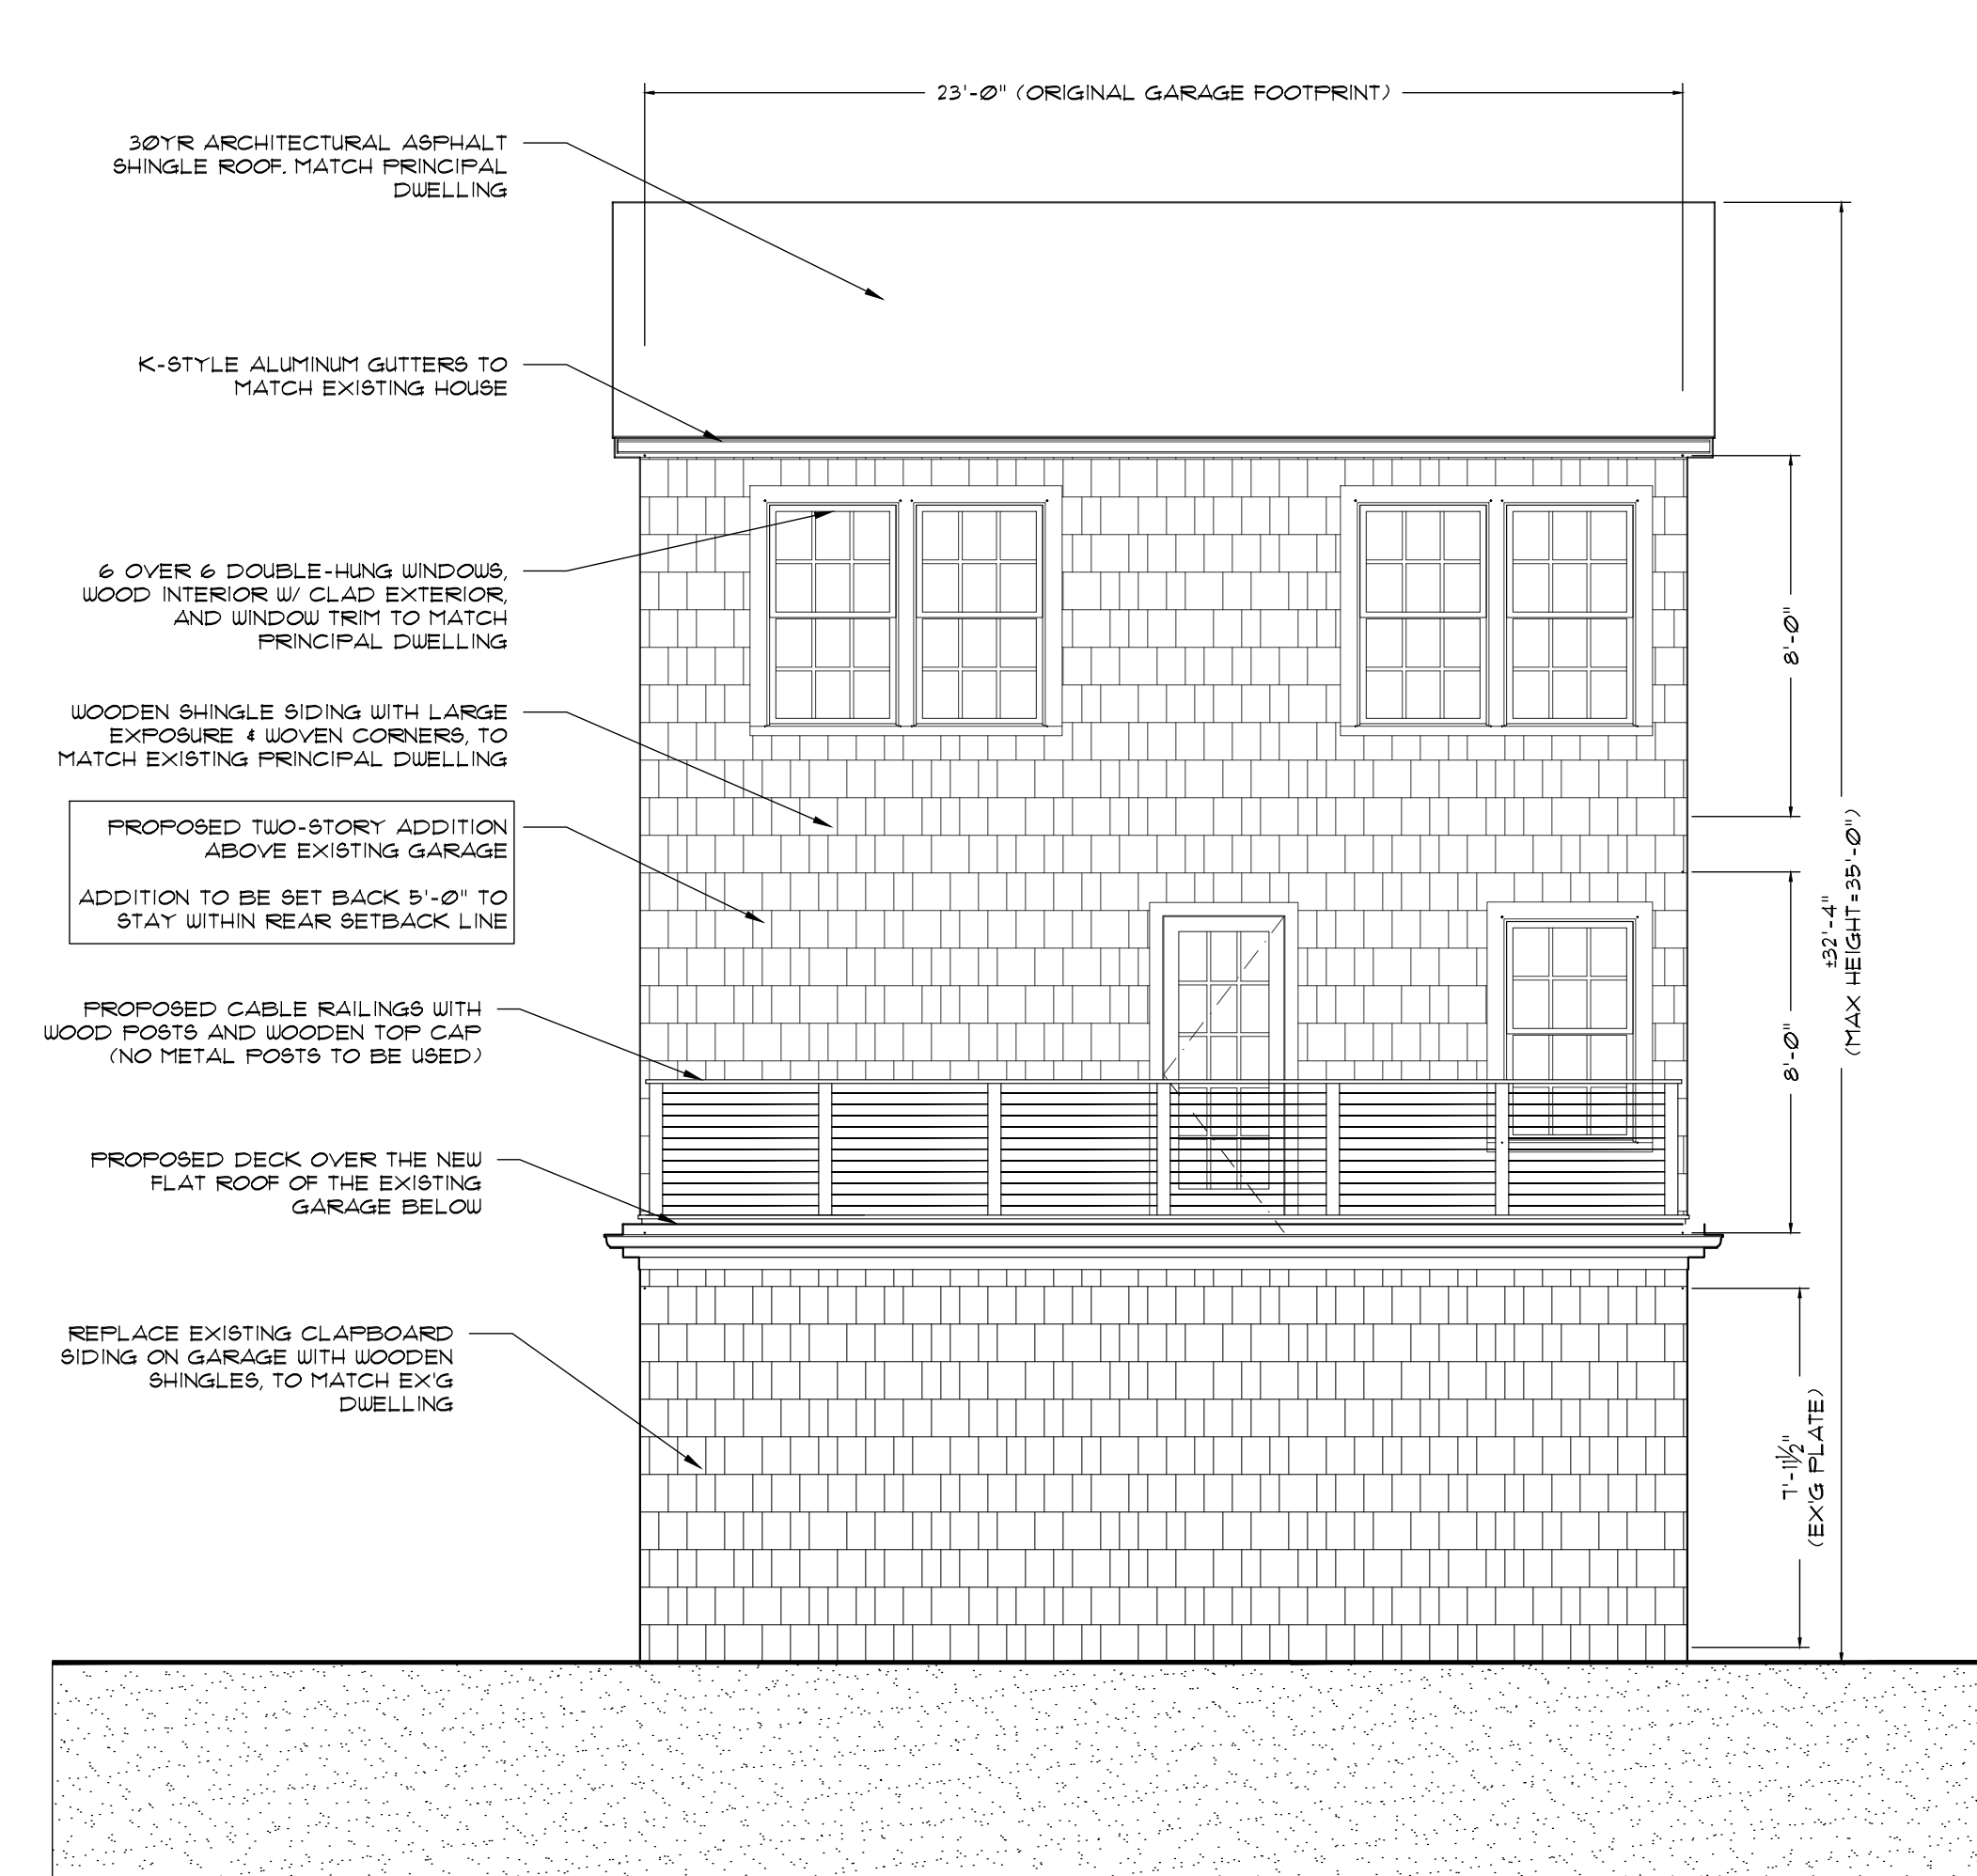 23'-0" (ORIGINAL GARAGE FOOTPRINT)
30YR ARCHITECTURAL ASPHALT
SHINGLE ROOF. MATCH PRINCIPAL
DWELLING
K-STYLE ALUMINUM GUTTERS TO
MATCH EXISTING HOUSE
6 OVER 6 DOUBLE-HUNG WINDOWS,
WOOD INTERIOR W/ CLAD EXTERIOR,
AND WINDOW TRIM TO MATCH
PRINCIPAL DWELLING
WOODEN SHINGLE SIDING WITH LARGE
EXPOSURE & WOVEN CORNERS, TO
MATCH EXISTING PRINCIPAL DWELLING
PROPOSED TWO-STORY ADDITION
ABOVE EXISTING GARAGE
ADDITION TO BE SET BACK 5'-0" TO
STAY WITHIN REAR SETBACK LINE
PROPOSED CABLE RAILINGS WITH
WOOD POSTS AND WOODEN TOP CAP
(NO METAL POSTS TO BE USED)
PROPOSED DECK OVER THE NEW
FLAT ROOF OF THE EXISTING
GARAGE BELOW
REPLACE EXISTING CLAPBOARD
SIDING ON GARAGE WITH WOODEN
SHINGLES, TO MATCH EX'G
DWELLING
8'-0"
8'-0"
7'-11½"
(EX'G PLATE)
±32'-4"
(MAX HEIGHT=35'-0")